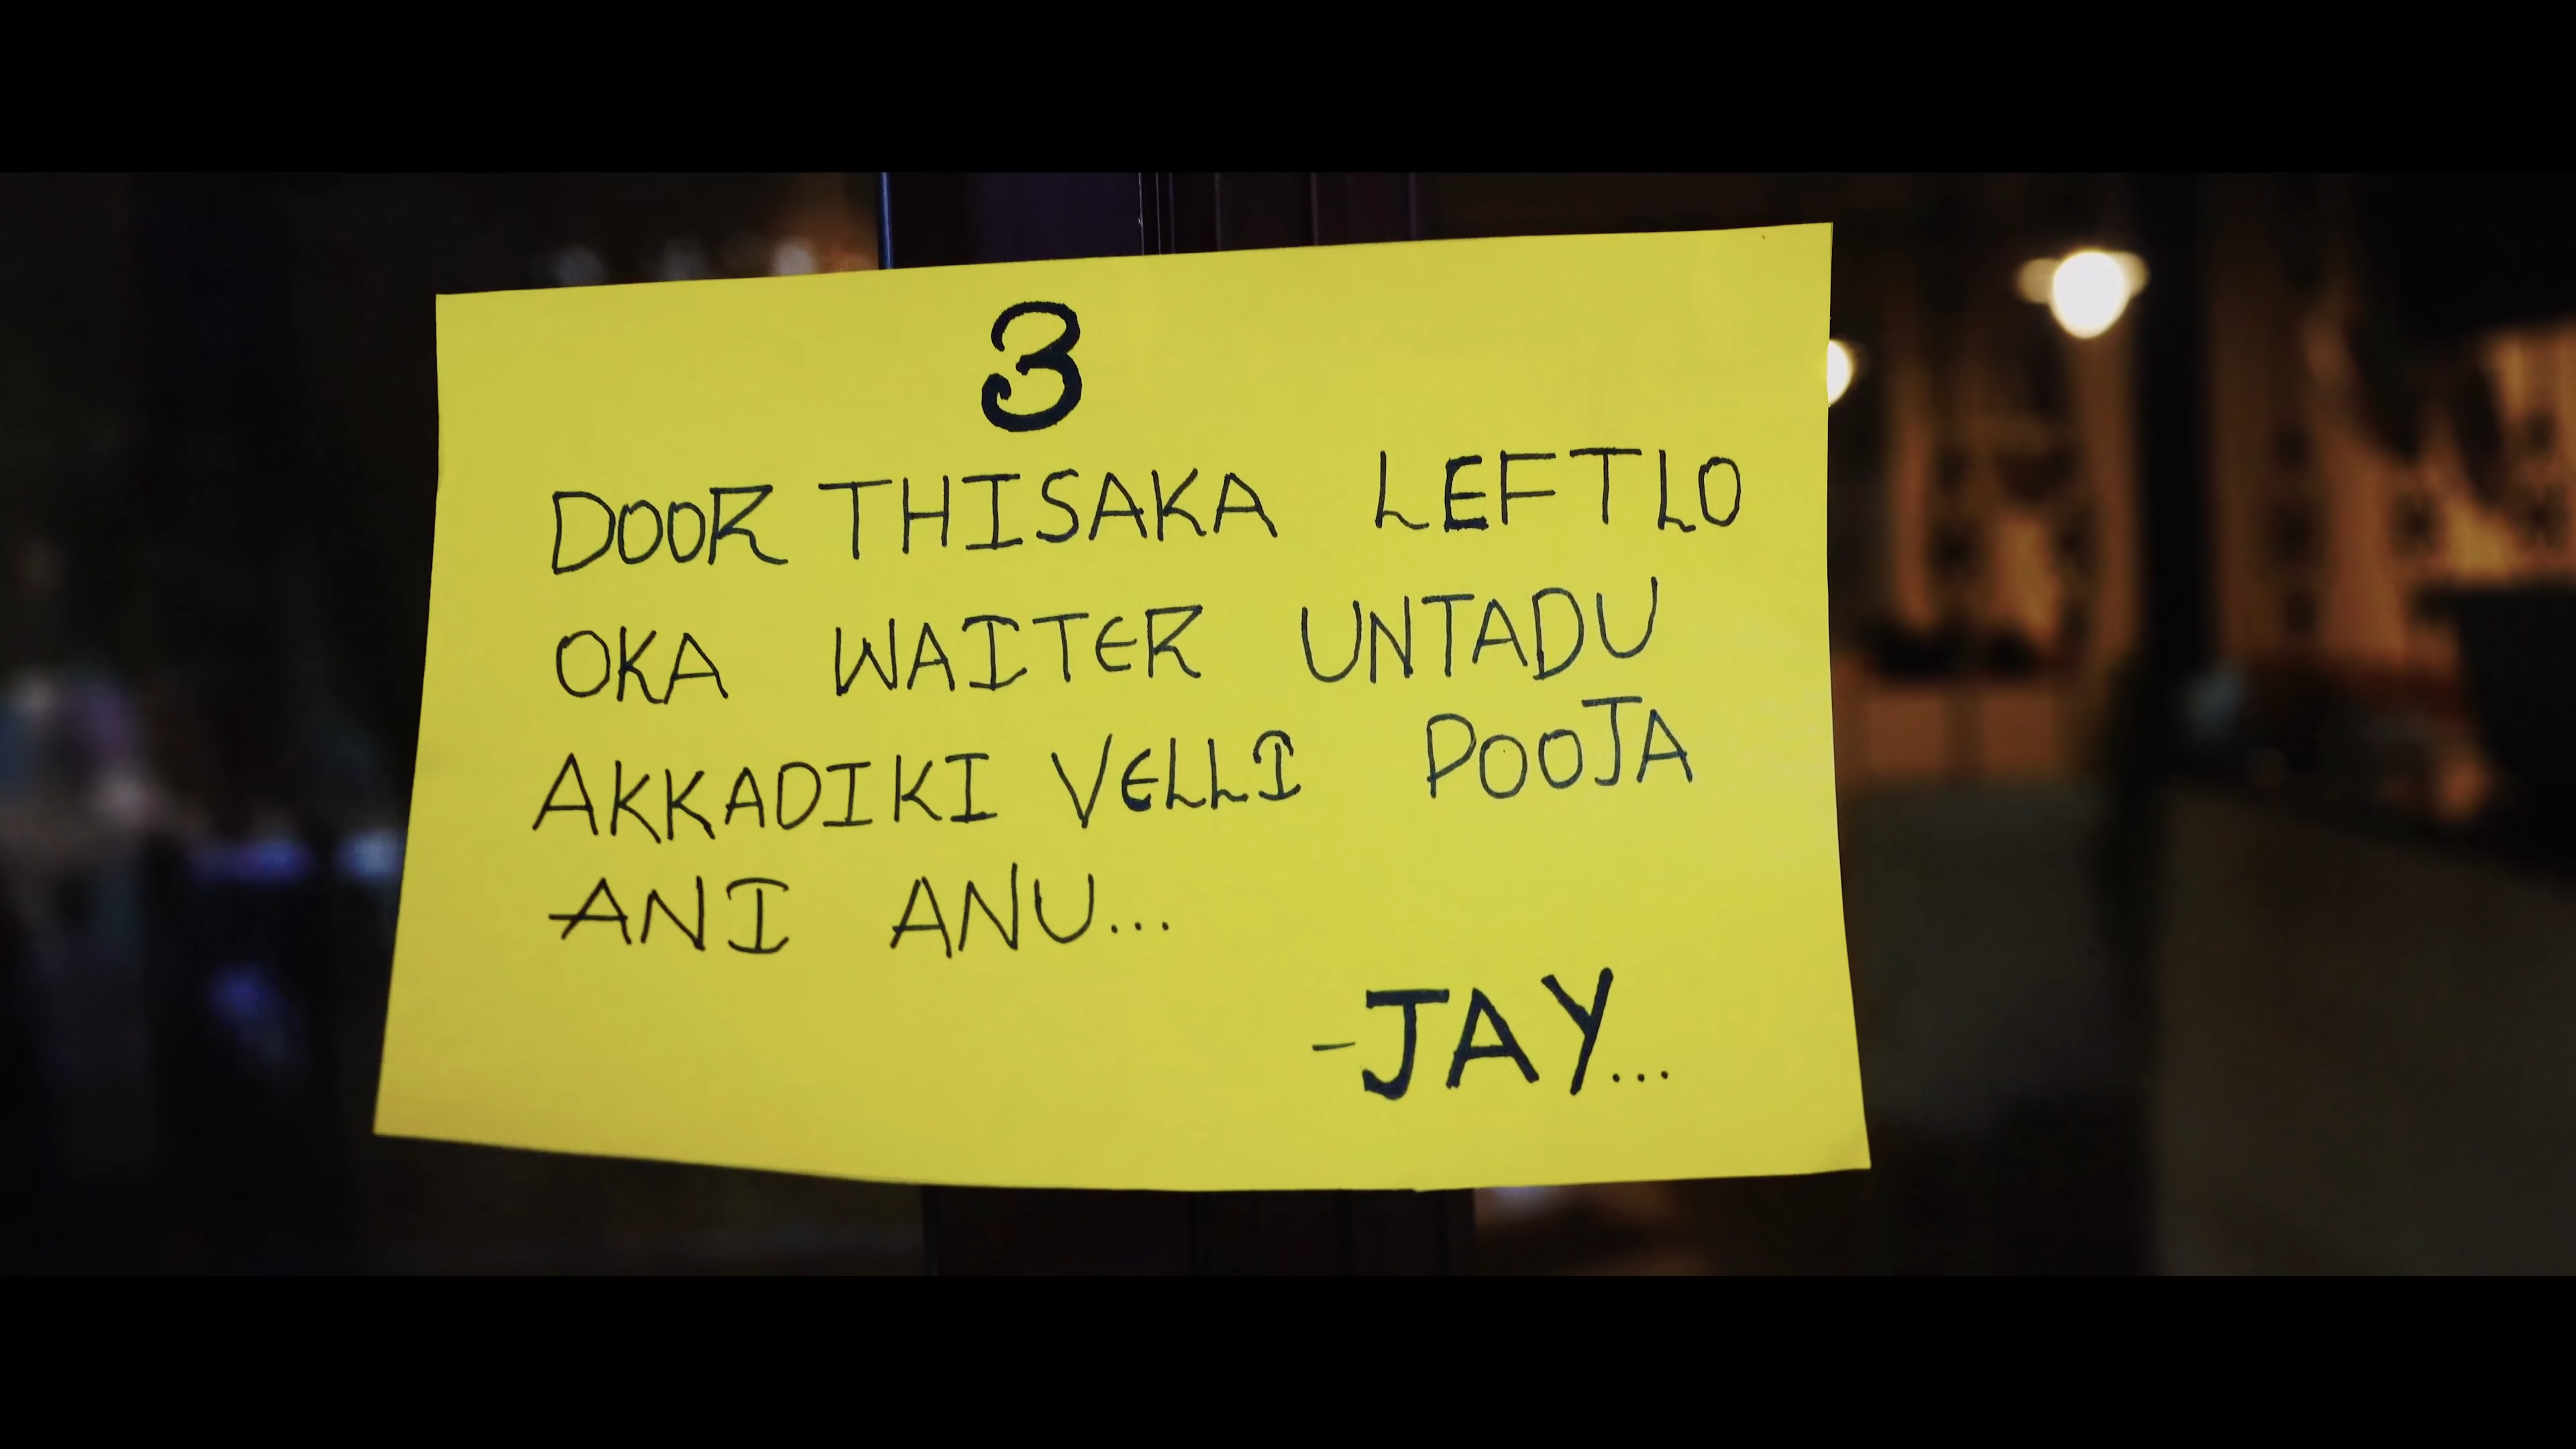 3
DOOR THISAKA LEFTLO
OKA WAITER UNTADU
AKKADIKI VELLI POOJA
ANI ANU...
-JAY...